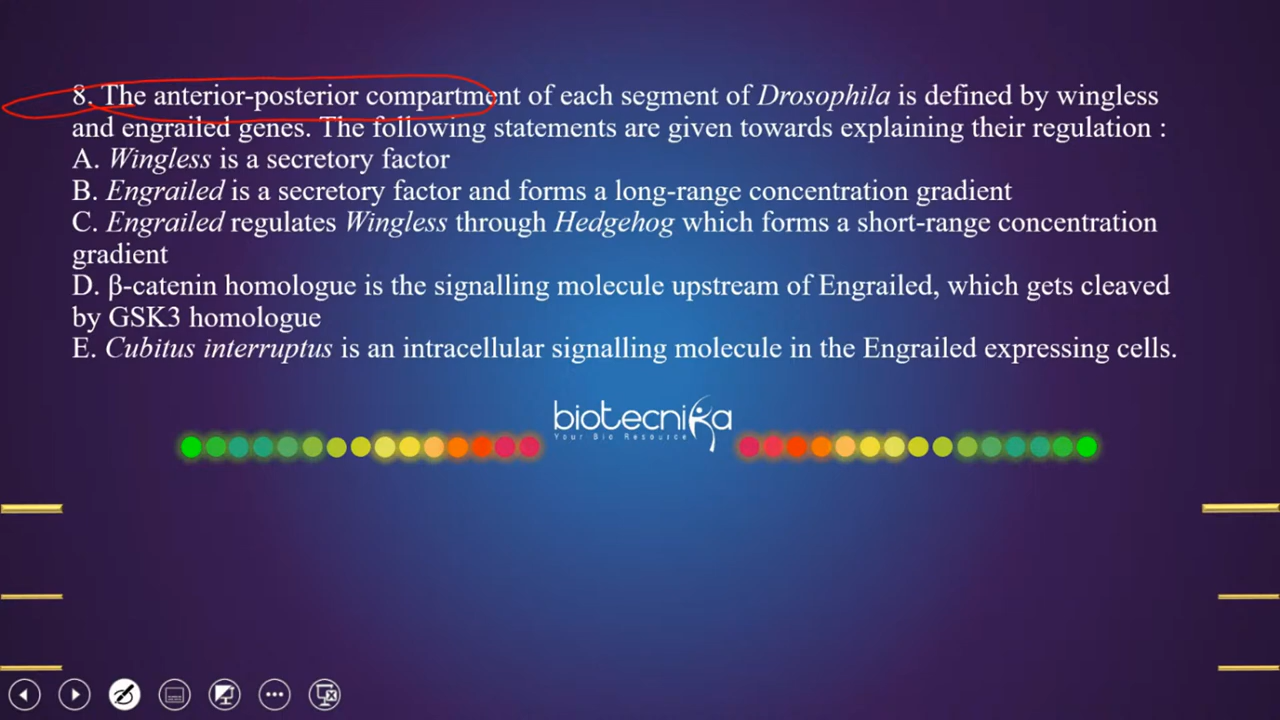 8. The anterior-posterior compartment of each segment of Drosophila is defined by wingless
and engrailed genes. The following statements are given towards explaining their regulation :
A. Wingless is a secretory factor
B. Engrailed is a secretory factor and forms a long-range concentration gradient
C. Engrailed regulates Wingless through Hedgehog which forms a short-range concentration
gradient
D. β-catenin homologue is the signalling molecule upstream of Engrailed, which gets cleaved
by GSK3 homologue
E. Cubitus interruptus is an intracellular signalling molecule in the Engrailed expressing cells.
biotecnika
Your Bio Resource